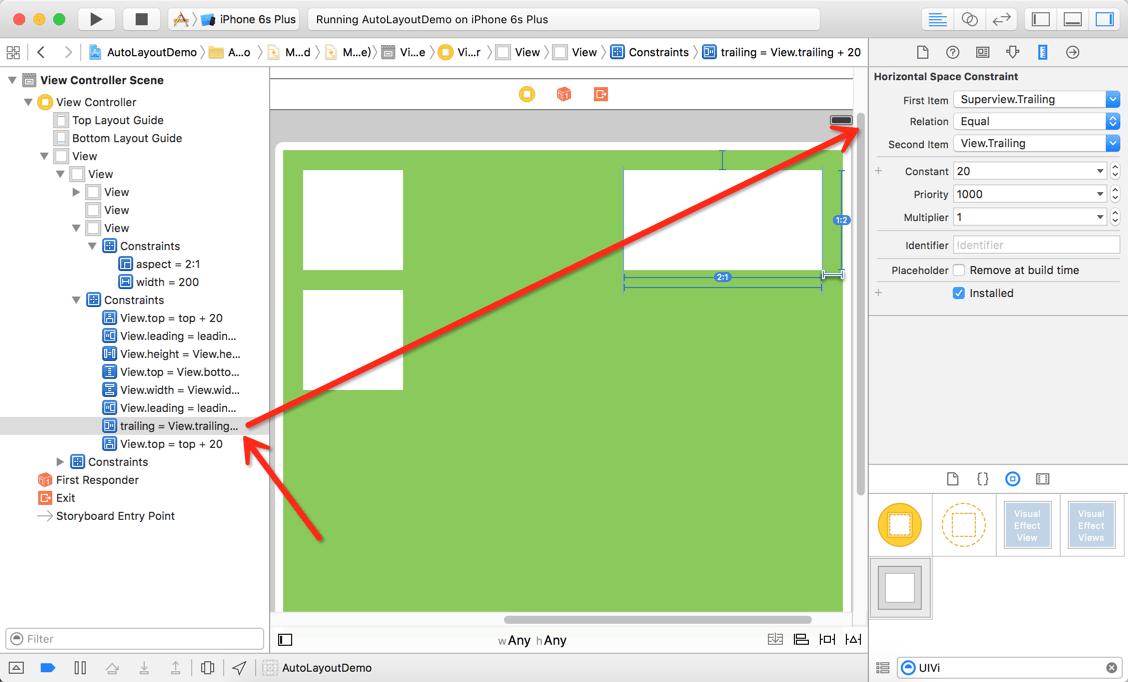 iPhone 6s Plus
Running AutoLayoutDemo on iPhone 6s Plus
AutoLayoutDemo
A...o
M...d
M...e)
Vi...e
Vi...r
View
View
Constraints
trailing = View.trailing + 20
View Controller Scene
View Controller
Top Layout Guide
Bottom Layout Guide
View
View
View
View
View
Constraints
aspect = 2:1
width = 200
Constraints
View.top = top + 20
View.leading = leadin...
View.height = View.he...
View.top = View.botto...
View.width = View.wid...
View.leading = leadin...
trailing = View.trailing...
View.top = top + 20
Constraints
First Responder
Exit
Storyboard Entry Point
Filter
1:2
2:1
wAny hAny
AutoLayoutDemo
Horizontal Space Constraint
First Item Superview.Trailing
Relation Equal
Second Item View.Trailing
Constant 20
Priority 1000
Multiplier 1
Identifier Identifier
Placeholder Remove at build time
Installed
Visual
Effect
View
Visual
Effect
Views
UIVi